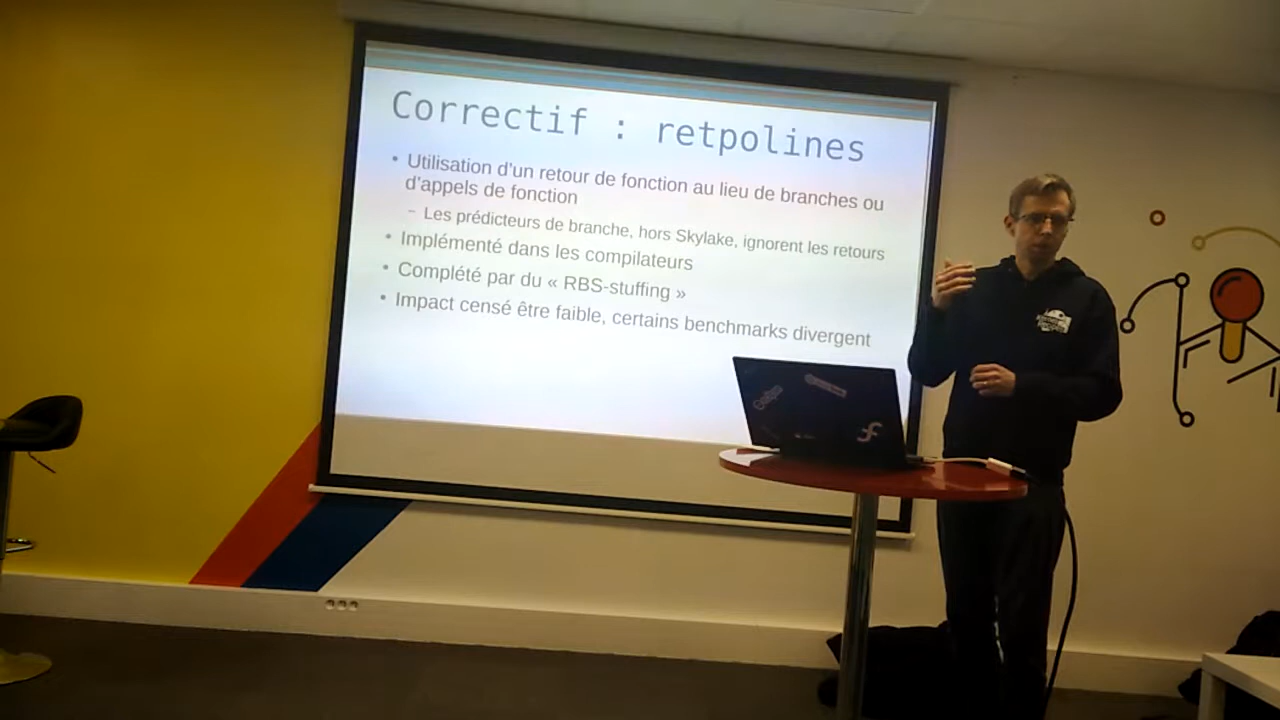 Correctif : retpolines
• Utilisation d'un retour de fonction au lieu de branches ou
d'appels de fonction
– Les prédicteurs de branche, hors Skylake, ignorent les retours
• Implémenté dans les compilateurs
• Complété par du « RBS-stuffing »
• Impact censé être faible, certains benchmarks divergent